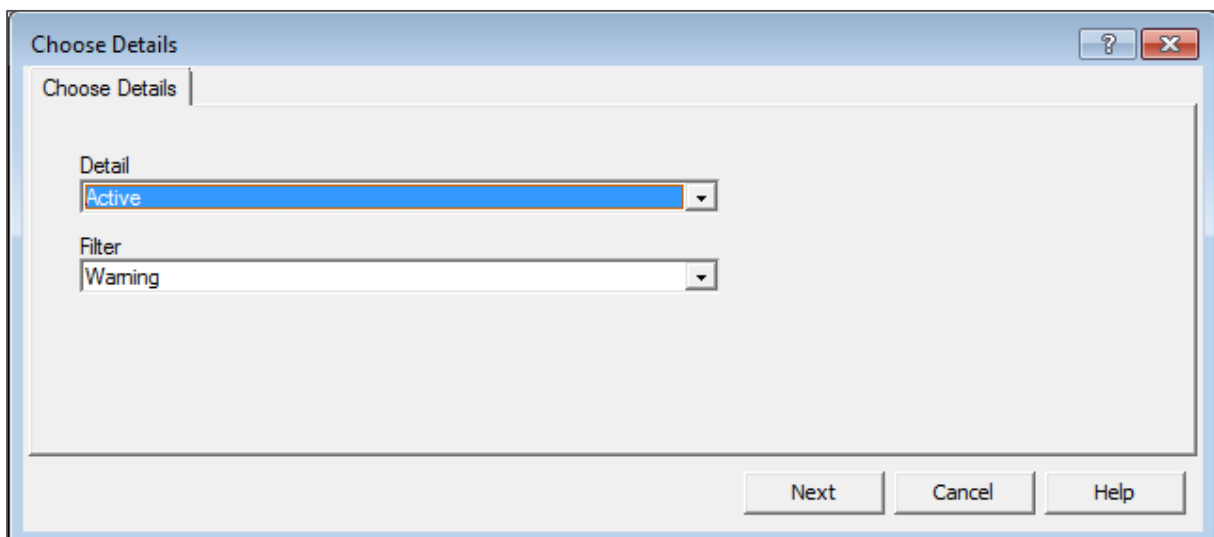 Choose Details
Choose Details
Detail
Active
Filter
Warning
Next Cancel Help